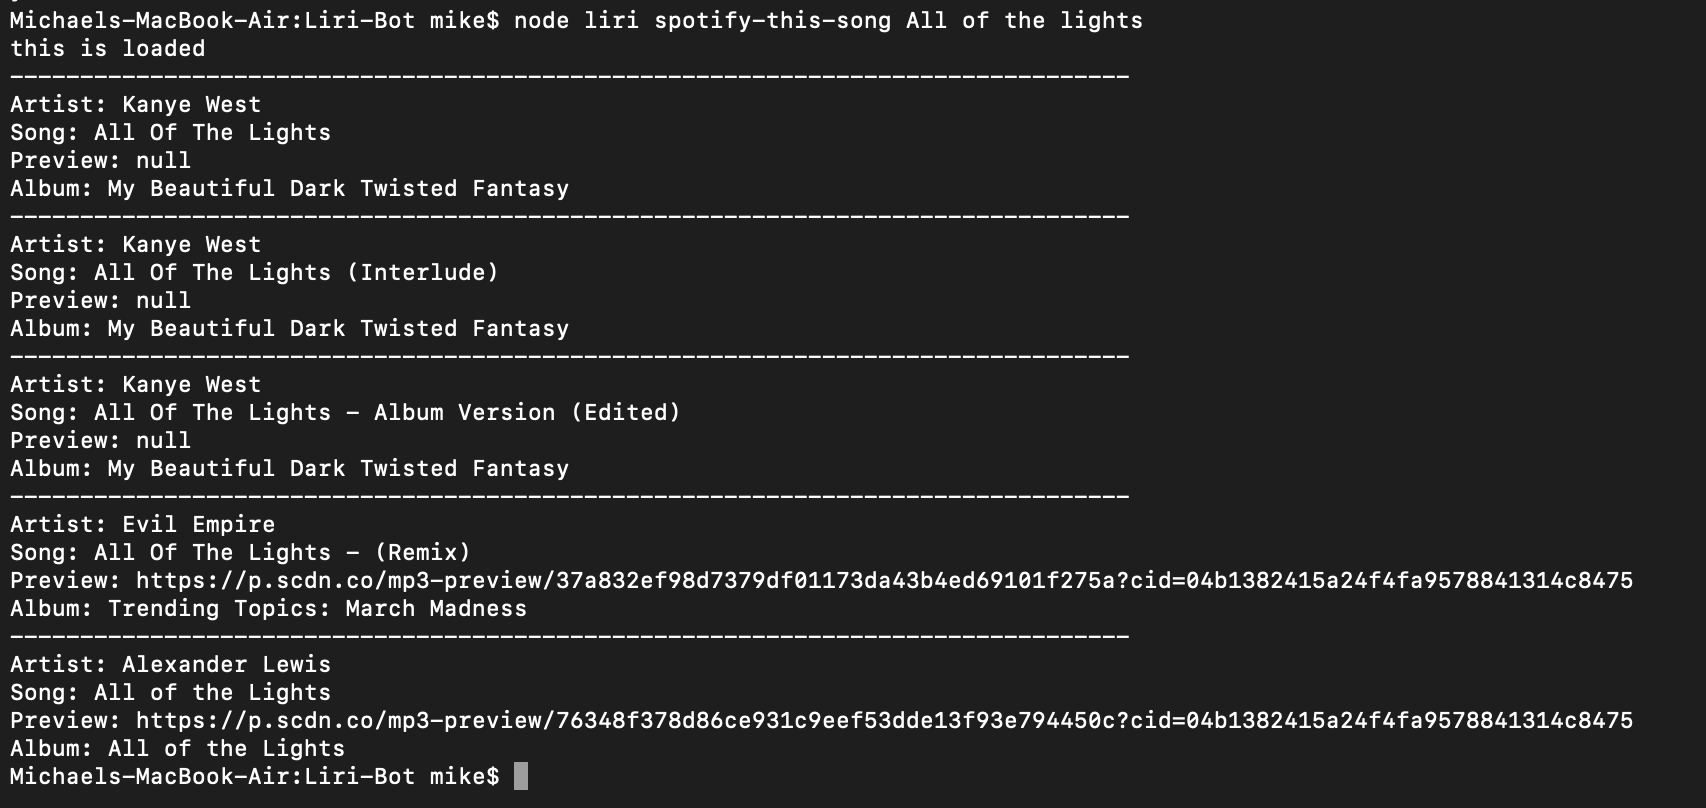 Michaels-MacBook-Air:Liri-Bot mike$ node liri spotify-this-song All of the lights
this is loaded
--------------------------------------------------------------------------------
Artist: Kanye West
Song: All Of The Lights
Preview: null
Album: My Beautiful Dark Twisted Fantasy
--------------------------------------------------------------------------------
Artist: Kanye West
Song: All Of The Lights (Interlude)
Preview: null
Album: My Beautiful Dark Twisted Fantasy
--------------------------------------------------------------------------------
Artist: Kanye West
Song: All Of The Lights - Album Version (Edited)
Preview: null
Album: My Beautiful Dark Twisted Fantasy
--------------------------------------------------------------------------------
Artist: Evil Empire
Song: All Of The Lights - (Remix)
Preview: https://p.scdn.co/mp3-preview/37a832ef98d7379df01173da43b4ed69101f275a?cid=04b1382415a24f4fa9578841314c8475
Album: Trending Topics: March Madness
--------------------------------------------------------------------------------
Artist: Alexander Lewis
Song: All of the Lights
Preview: https://p.scdn.co/mp3-preview/76348f378d86ce931c9eef53dde13f93e794450c?cid=04b1382415a24f4fa9578841314c8475
Album: All of the Lights
Michaels-MacBook-Air:Liri-Bot mike$